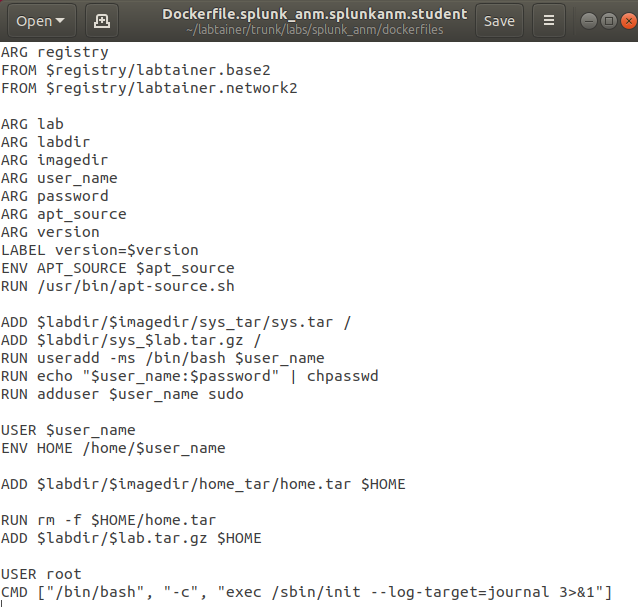 Open
Dockerfile.splunk_anm.splunkanm.student
~/labtainer/trunk/labs/splunk_anm/dockerfiles
Save
ARG registry
FROM $registry/labtainer.base2
FROM $registry/labtainer.network2
ARG lab
ARG labdir
ARG imagedir
ARG user_name
ARG password
ARG apt_source
ARG version
LABEL version=$version
ENV APT_SOURCE $apt_source
RUN /usr/bin/apt-source.sh
ADD $labdir/$imagedir/sys_tar/sys.tar /
ADD $labdir/sys_$lab.tar.gz /
RUN useradd -ms /bin/bash $user_name
RUN echo "$user_name:$password" | chpasswd
RUN adduser $user_name sudo
USER $user_name
ENV HOME /home/$user_name
ADD $labdir/$imagedir/home_tar/home.tar $HOME
RUN rm -f $HOME/home.tar
ADD $labdir/$lab.tar.gz $HOME
USER root
CMD ["/bin/bash", "-c", "exec /sbin/init --log-target=journal 3>&1"]